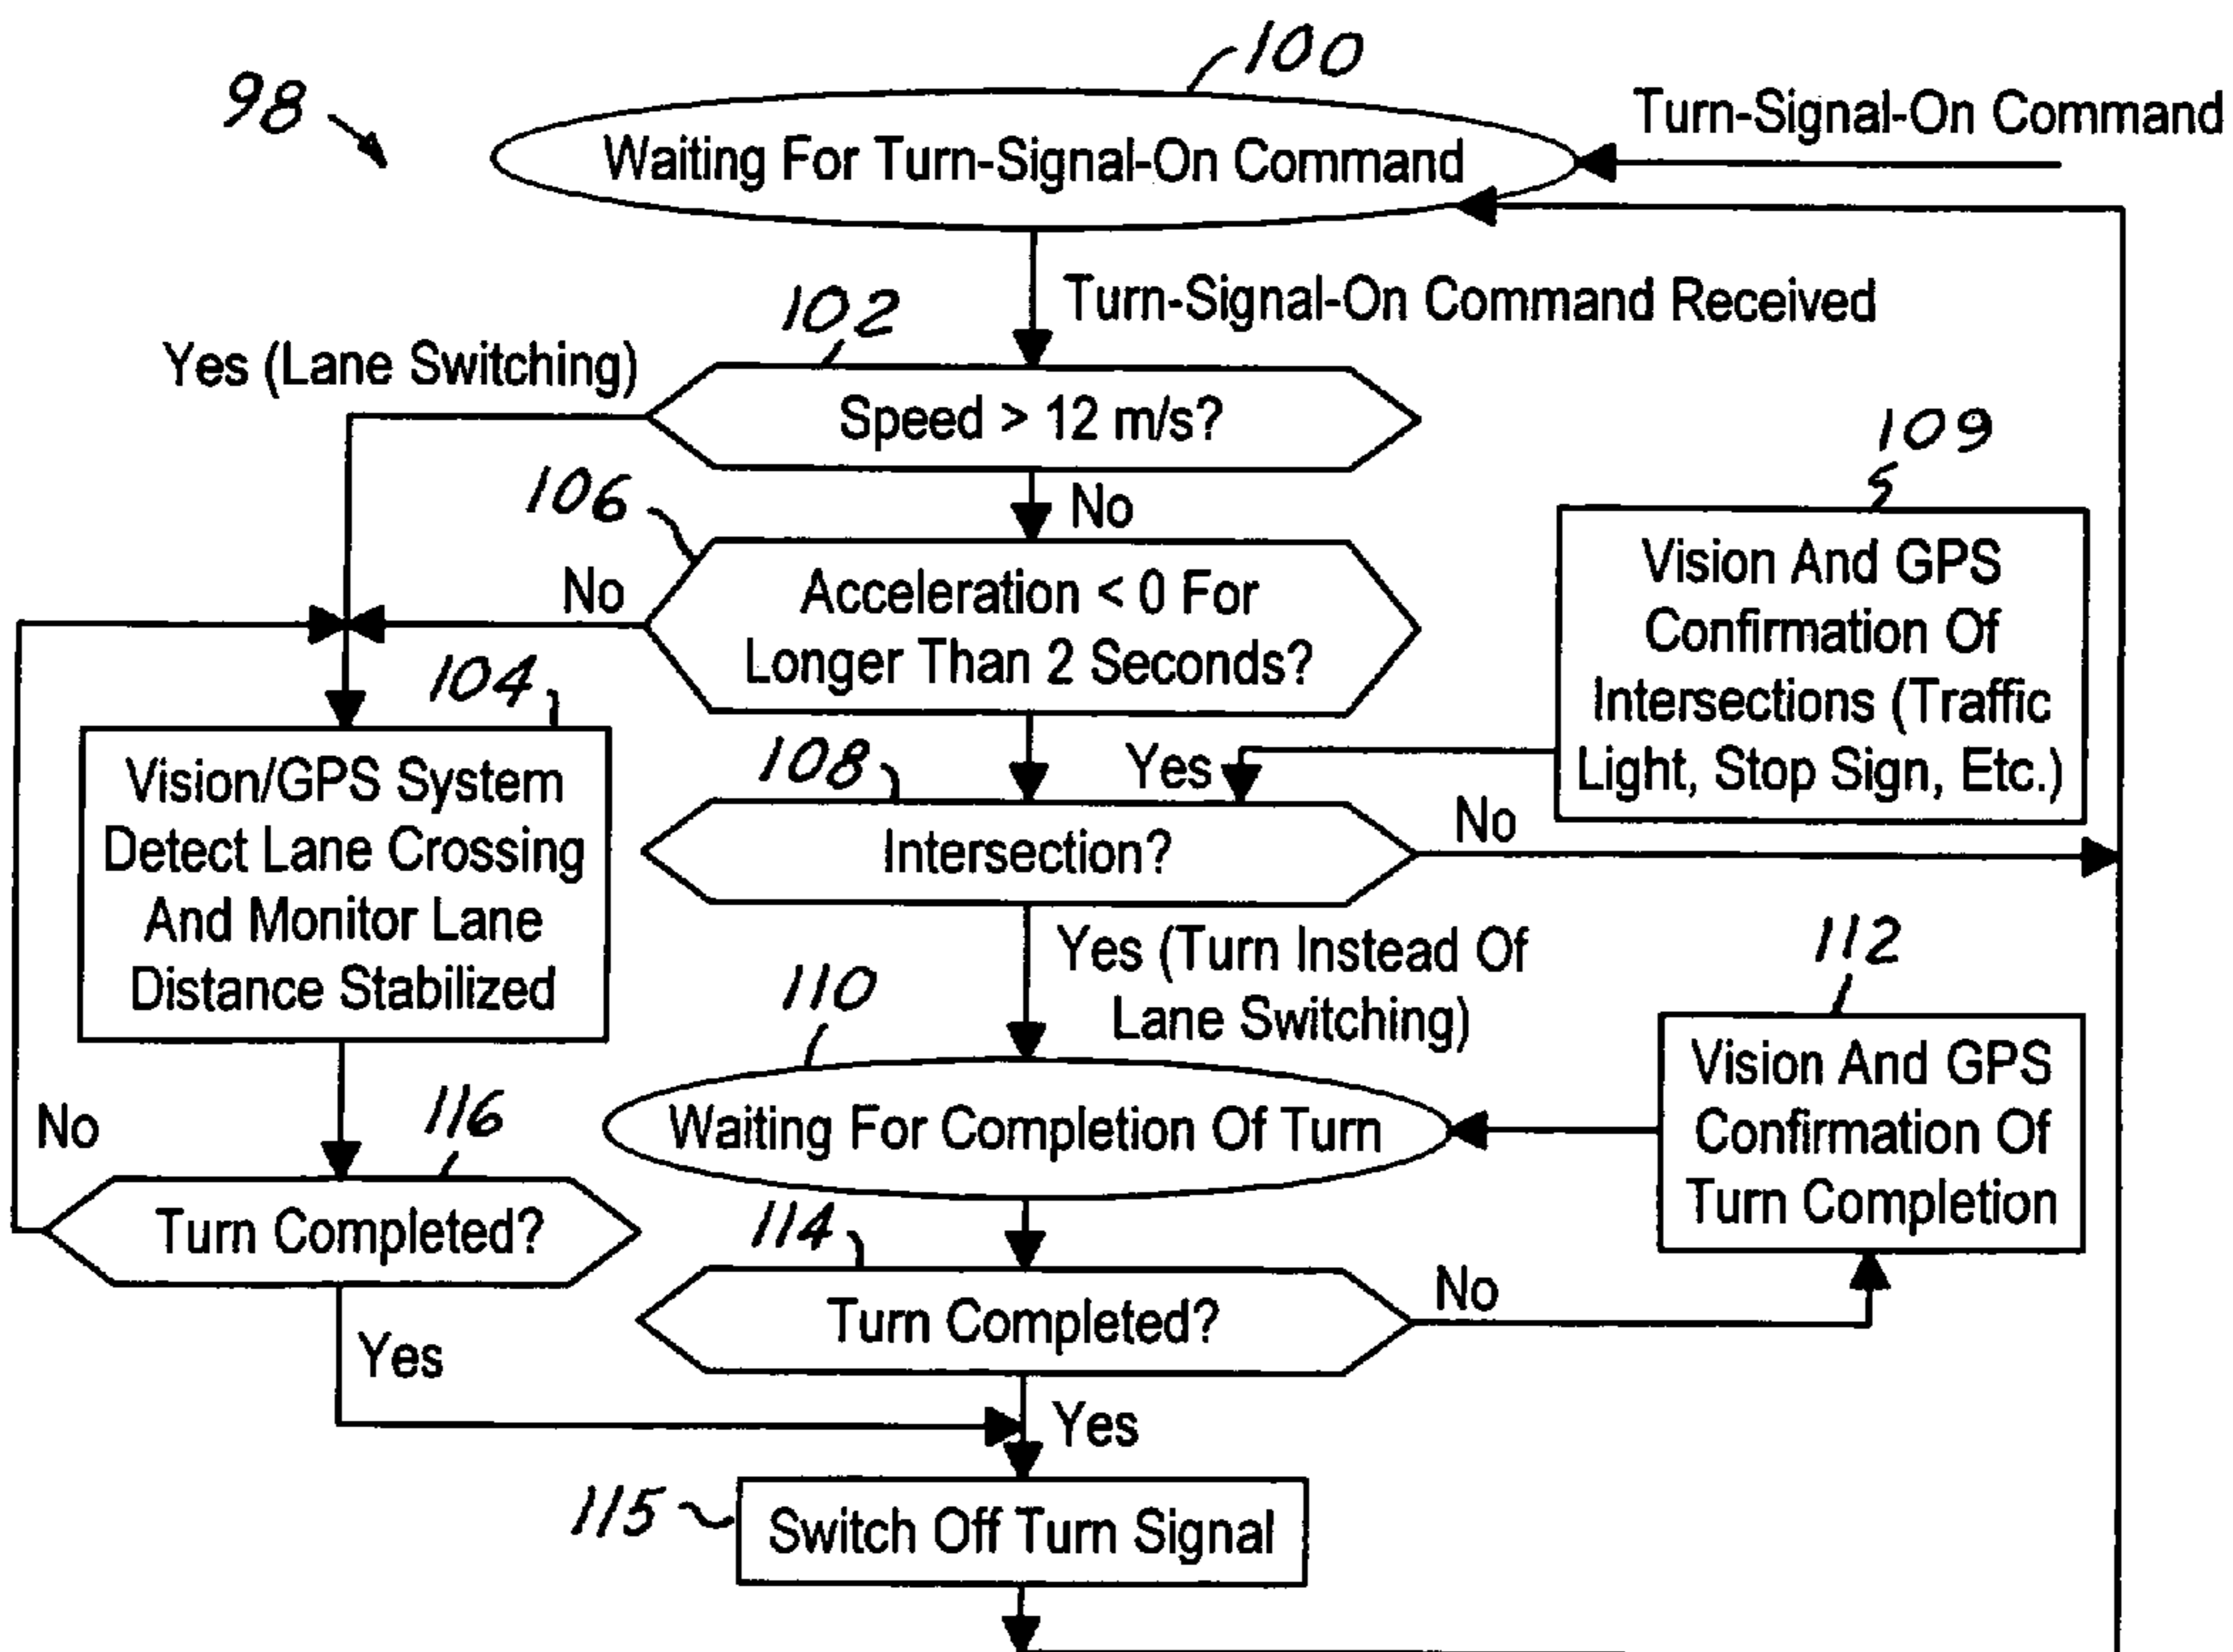 100
98
Turn-Signal-On Command
Waiting For Turn-Signal-On Command
Turn-Signal-On Command Received
102
Yes (Lane Switching)
Speed > 12 m/s?
109
106
No
Vision And GPS
Confirmation Of
Intersections (Traffic
Light, Stop Sign, Etc.)
No
Acceleration < 0 For
Longer Than 2 Seconds?
104
Vision/GPS System
Detect Lane Crossing
And Monitor Lane
Distance Stabilized
108
Yes
Intersection?
No
Yes (Turn Instead Of
Lane Switching)
110
112
Vision And GPS
Confirmation Of
Turn Completion
Waiting For Completion Of Turn
No
116
Turn Completed?
114
Turn Completed?
No
Yes
Yes
115
Switch Off Turn Signal